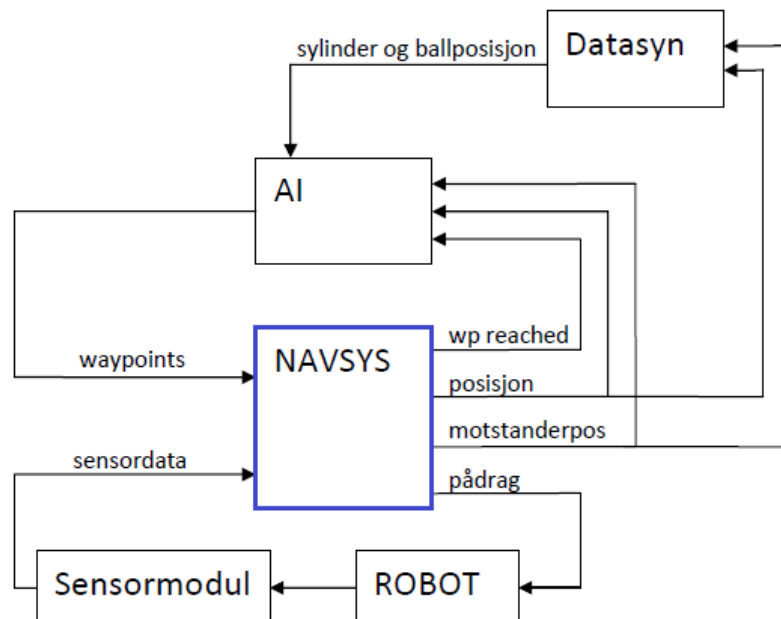 Datasyn
sylinder og ballposisjon
AI
wp reached
NAVSYS
waypoints
posisjon
motstanderpos
sensordata
pådrag
Sensormodul
ROBOT